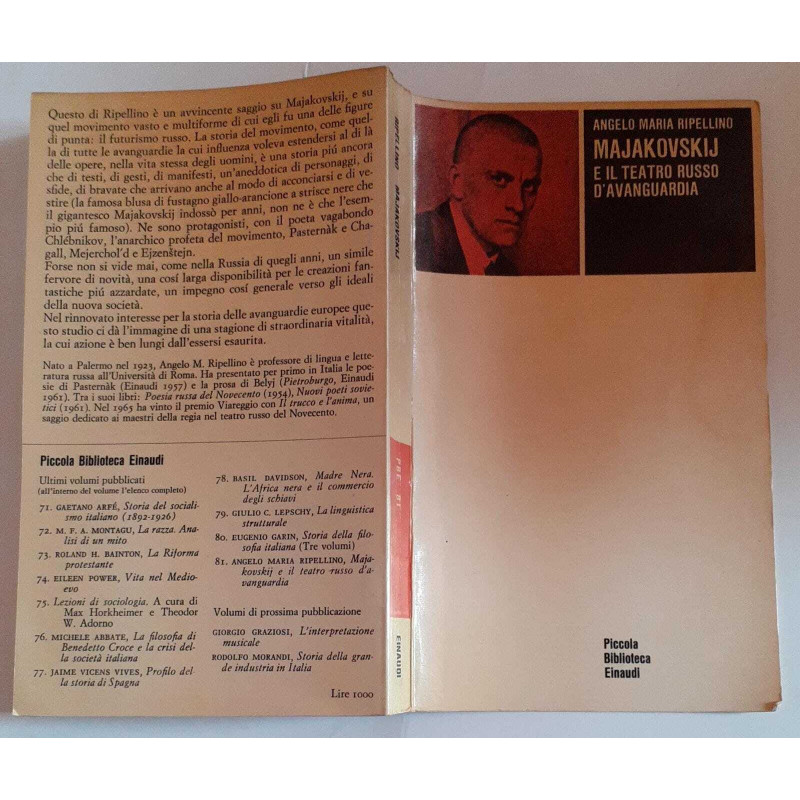 Questo di Ripellino è un avvincente saggio su Majakovskij, e su
quel movimento vasto e multiforme di cui egli fu una delle figure
di punta: il futurismo russo. La storia del movimento, come quel-
la di tutte le avanguardie la cui influenza voleva estendersi al di là
delle opere, nella vita stessa degli uomini, è una storia piú ancora
che di testi, di gesti, di manifesti, un'aneddotica di personaggi, di
sfide, di bravate che arrivano anche al modo di acconciarsi e di ve-
stire (la famosa blusa di fustagno giallo-arancione a strisce nere che
il gigantesco Majakovskij indossò per anni, non ne è che l'esem-
pio piú famoso). Ne sono protagonisti, con il poeta vagabondo
Chlébnikov, l'anarchico profeta del movimento, Pasternàk e Cha-
gall, Mejerchol'd e Ejzenštejn.
Forse non si vide mai, come nella Russia di quegli anni, un simile
fervore di novità, una cosí larga disponibilità per le creazioni fan-
tastiche piú azzardate, un impegno cosí generale verso gli ideali
della nuova società.
Nel rinnovato interesse per la storia delle avanguardie europee que-
sto studio ci dà l'immagine di una stagione di straordinaria vitalità,
la cui azione è ben lungi dall'essersi esaurita.
Nato a Palermo nel 1923, Angelo M. Ripellino è professore di lingua e lette-
ratura russa all'Università di Roma. Ha presentato per primo in Italia le poe-
sie di Pasternàk (Einaudi 1957) e la prosa di Belyj (Pietroburgo, Einaudi
1961). Tra i suoi libri: Poesia russa del Novecento (1954), Nuovi poeti sovie-
tici (1961). Nel 1965 ha vinto il premio Viareggio con Il trucco e l'anima, un
saggio dedicato ai maestri della regia nel teatro russo del Novecento.
Piccola Biblioteca Einaudi
Ultimi volumi pubblicati
(all'interno del volume l'elenco completo)
71. GAETANO ARFÉ, Storia del sociali-
smo italiano (1892-1926)
72. M. F. A. MONTAGU, La razza. Ana-
lisi di un mito
73. ROLAND H. BAINTON, La Riforma
protestante
74. EILEEN POWER, Vita nel Medio-
evo
75. Lezioni di sociologia. A cura di
Max Horkheimer e Theodor
W. Adorno
76. MICHELE ABBATE, La filosofia di
Benedetto Croce e la crisi del-
la società italiana
77. JAIME VICENS VIVES, Profilo del
la storia di Spagna
78. BASIL DAVIDSON, Madre Nera.
L'Africa nera e il commercio
degli schiavi
79. GIULIO C. LEPSCHY, La linguistica
strutturale
80. EUGENIO GARIN, Storia della filo-
sofia italiana (Tre volumi)
81. ANGELO MARIA RIPELLINO, Maja-
kovskij e il teatro russo d'a-
vanguardia
Volumi di prossima pubblicazione
GIORGIO GRAZIOSI, L'interpretazione
musicale
RODOLFO MORANDI, Storia della gran-
de industria in Italia
Lire 1000
RIPELLINO MAJAKOVSKIJ
PBE 81
EINAUDI
ANGELO MARIA RIPELLINO
MAJAKOVSKIJ
E IL TEATRO RUSSO
D'AVANGUARDIA
Piccola
Biblioteca
Einaudi